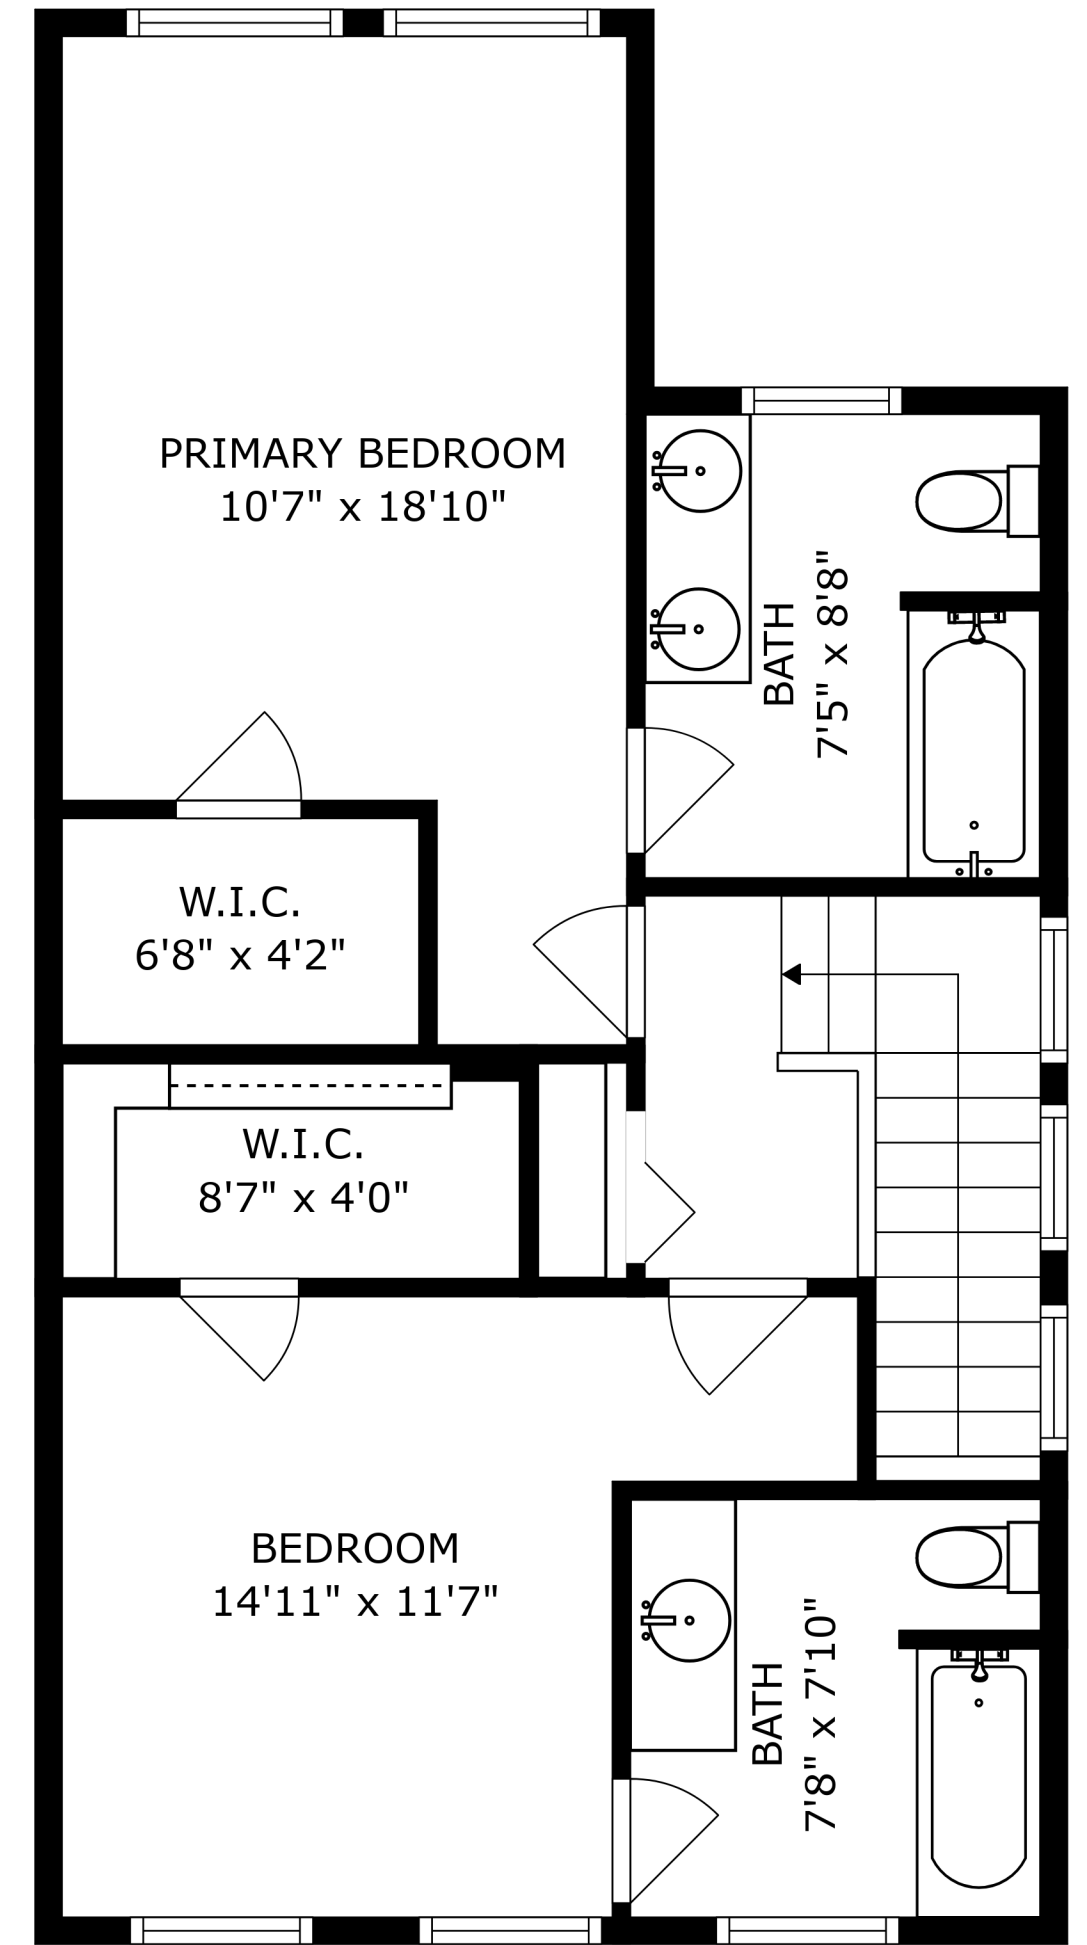 PRIMARY BEDROOM
10'7" x 18'10"
BATH
7'5" x 8'8"
W.I.C.
6'8" x 4'2"
W.I.C.
8'7" x 4'0"
BEDROOM
14'11" x 11'7"
BATH
7'8" x 7'10"